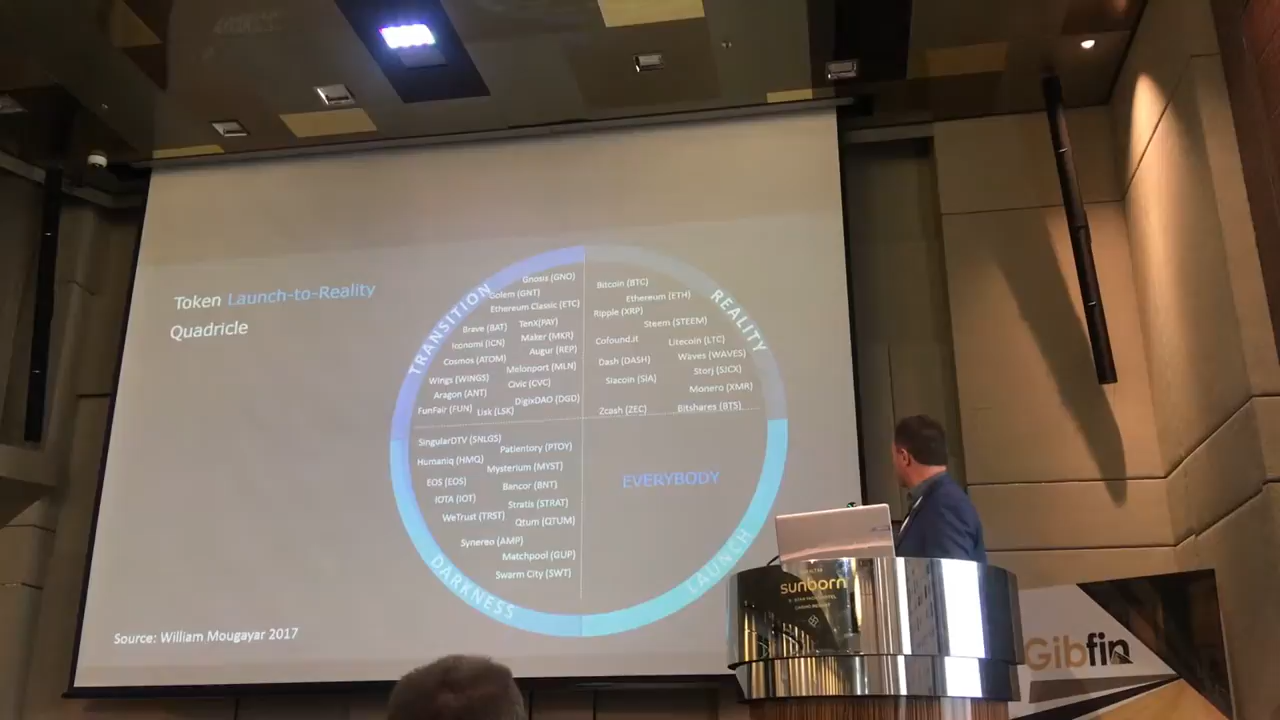 Token Launch-to-Reality
Quadricle
TRANSITION
Gnosis (GNO)
Golem (GNT)
Ethereum Classic (ETC)
Brave (BAT) TenX(PAY)
Iconomi (ICN) Maker (MKR)
Augur (REP)
Cosmos (ATOM)
Melonport (MLN)
Wings (WINGS) Civic (CVC)
Aragon (ANT)
DigixDAO (DGD)
FunFair (FUN) Lisk (LSK)
REALITY
Bitcoin (BTC)
Ethereum (ETH)
Ripple (XRP)
Steem (STEEM)
Cofound.it Litecoin (LTC)
Dash (DASH) Waves (WAVES)
Storj (SJCX)
Siacoin (SIA)
Monero (XMR)
Zcash (ZEC) Bitshares (BTS)
SingularDTV (SNLGS)
Patientory (PTOY)
Humaniq (HMQ)
Mysterium (MYST)
EOS (EOS) Bancor (BNT)
IOTA (IOT)
Stratis (STRAT)
WeTrust (TRST) Qtum (QTUM)
Synereo (AMP)
Matchpool (GUP)
Swarm City (SWT)
DARKNESS
EVERYBODY
LAUNCH
Source: William Mougayar 2017
sunborn
Gibfin